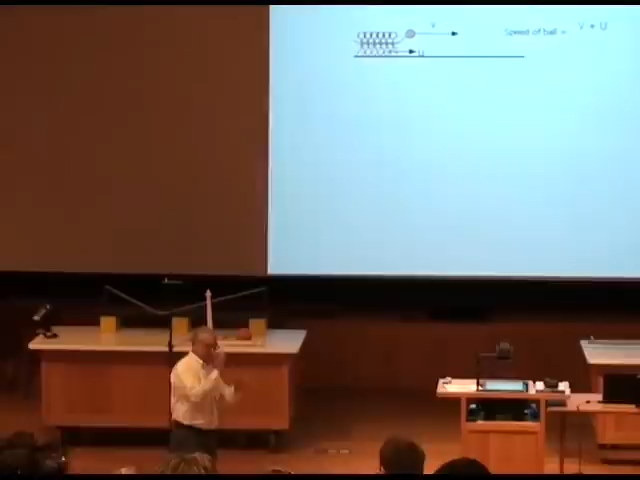 V
Speed of ball =
V + U
U